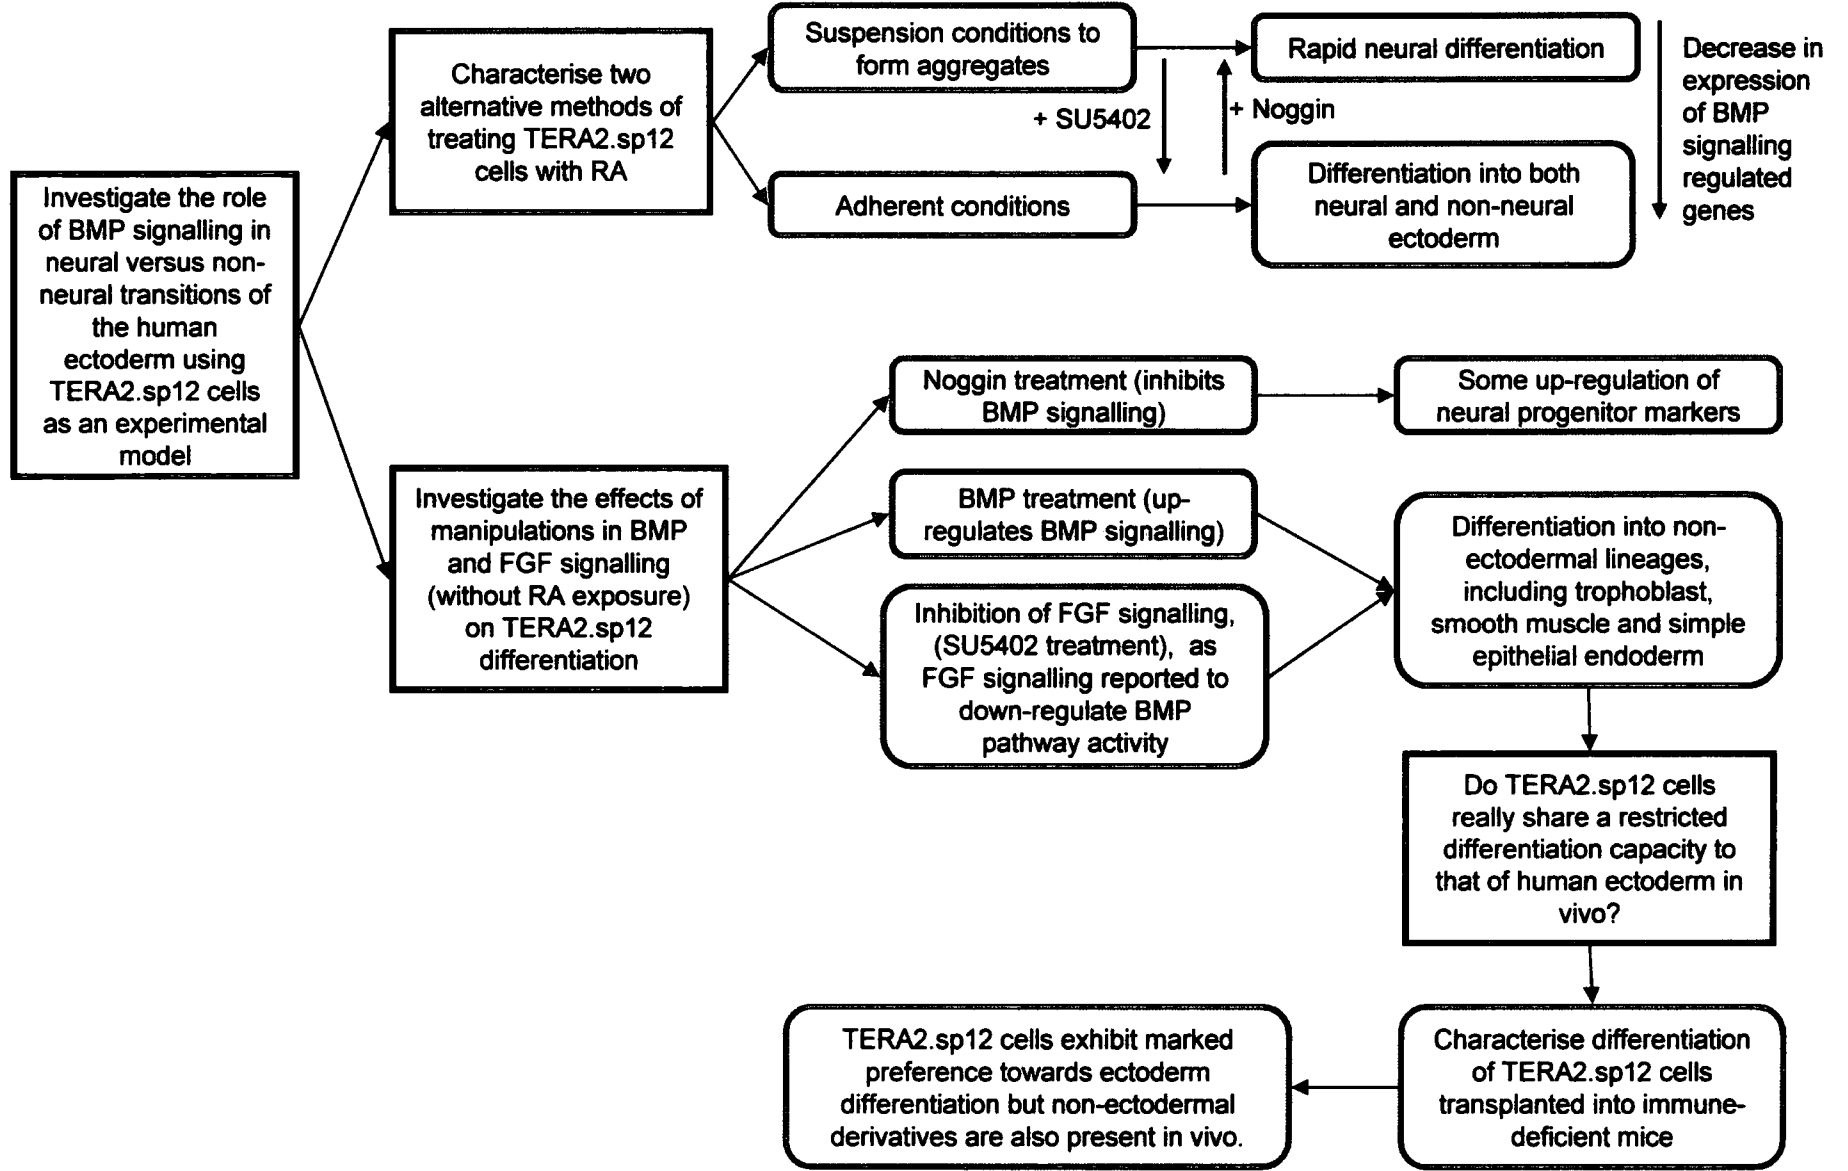 Investigate the role
of BMP signalling in
neural versus non-
neural transitions of
the human
ectoderm using
TERA2.sp12 cells
as an experimental
model
Characterise two
alternative methods of
treating TERA2.sp12
cells with RA
Suspension conditions to
form aggregates
Rapid neural differentiation
+ SU5402
+ Noggin
Adherent conditions
Differentiation into both
neural and non-neural
ectoderm
Decrease in
expression
of BMP
signalling
regulated
genes
Investigate the effects of
manipulations in BMP
and FGF signalling
(without RA exposure)
on TERA2.sp12
differentiation
Noggin treatment (inhibits
BMP signalling)
Some up-regulation of
neural progenitor markers
BMP treatment (up-
regulates BMP signalling)
Inhibition of FGF signalling,
(SU5402 treatment), as
FGF signalling reported to
down-regulate BMP
pathway activity
Differentiation into non-
ectodermal lineages,
including trophoblast,
smooth muscle and simple
epithelial endoderm
Do TERA2.sp12 cells
really share a restricted
differentiation capacity to
that of human ectoderm in
vivo?
Characterise differentiation
of TERA2.sp12 cells
transplanted into immune-
deficient mice
TERA2.sp12 cells exhibit marked
preference towards ectoderm
differentiation but non-ectodermal
derivatives are also present in vivo.